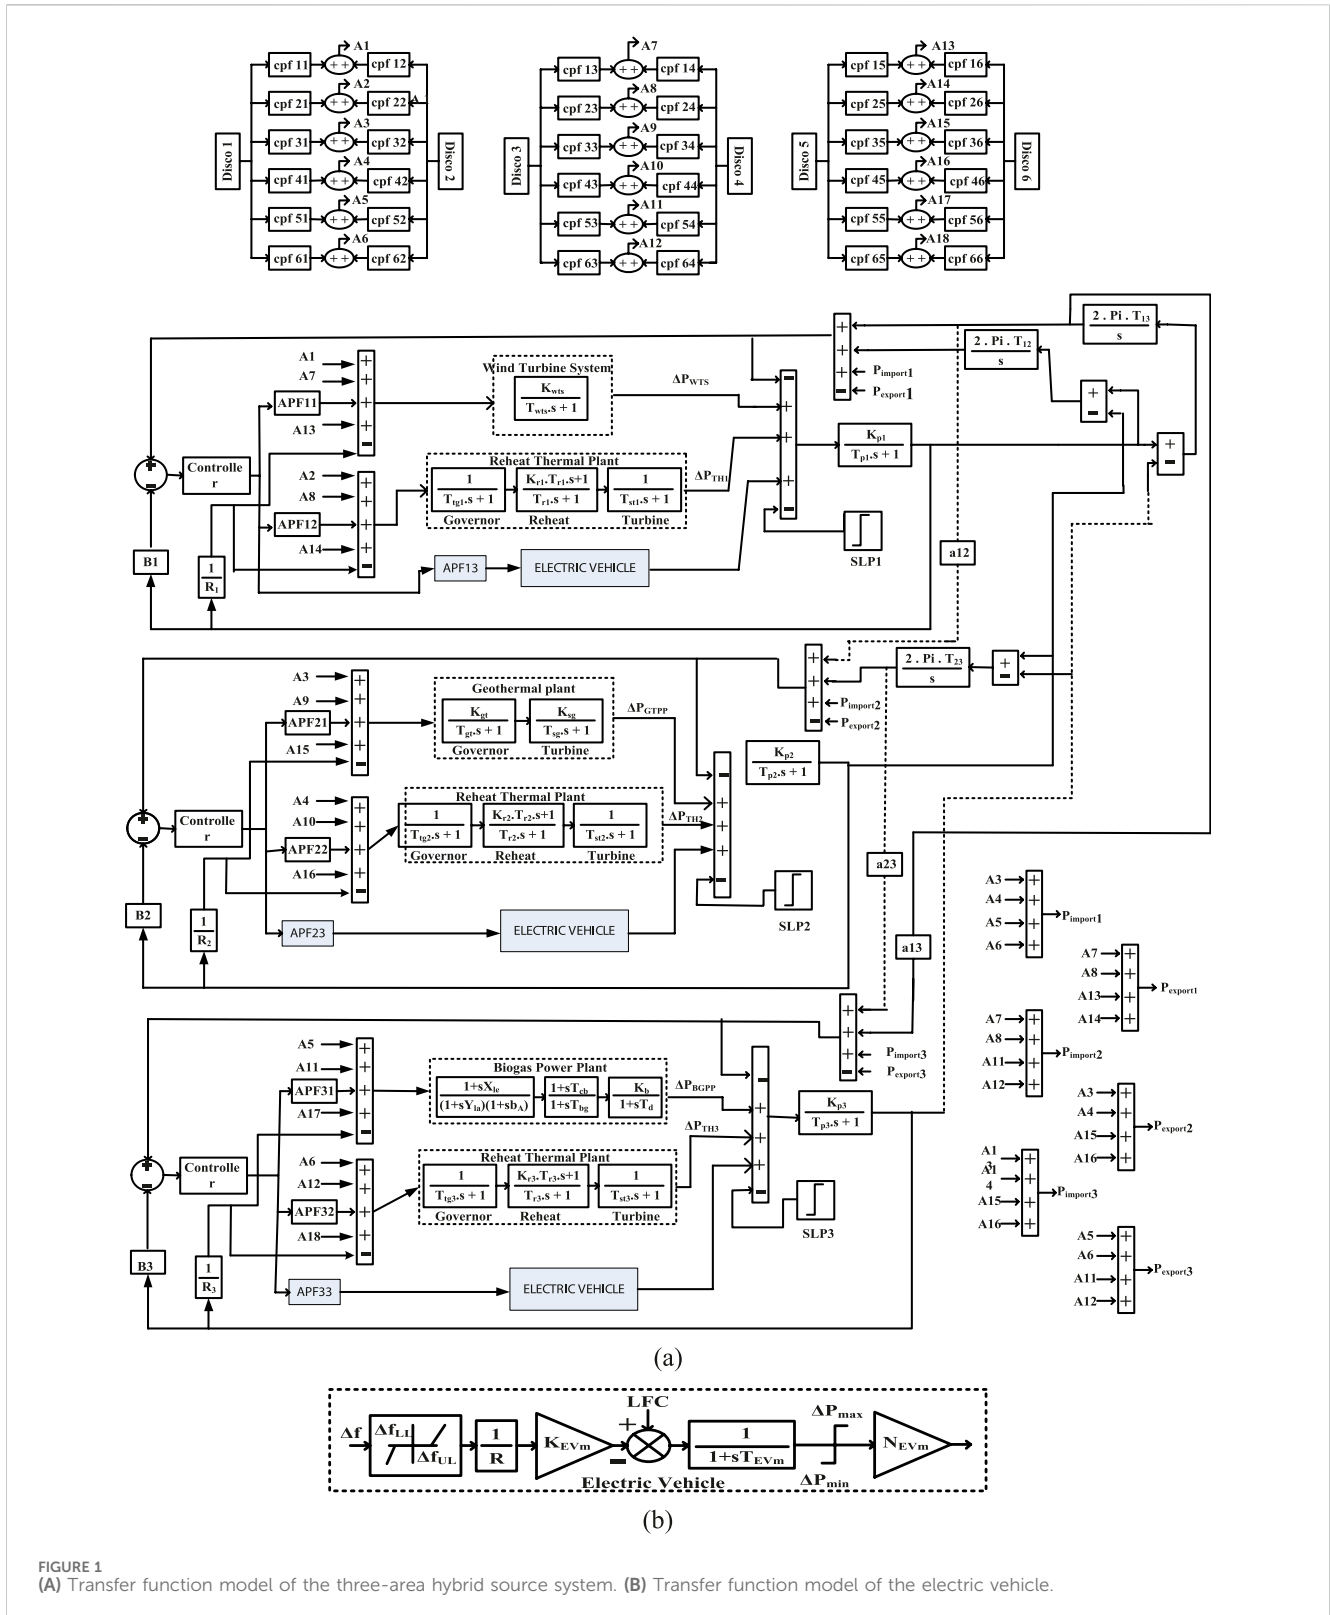 A1 A7 A13
cpf 11 + + cpf 12 cpf 13 + + cpf 14 cpf 15 + + cpf 16
A2 A8 A14
cpf 21 + + cpf 22 A cpf 23 + + cpf 24 cpf 25 + + cpf 26
A3 A9 A15
cpf 31 + + cpf 32 cpf 33 + + cpf 34 cpf 35 + + cpf 36
Disco 1 Disco 2 Disco 3 Disco 4 Disco 5 Disco 6
A4 A10 A16
cpf 41 + + cpf 42 cpf 43 + + cpf 44 cpf 45 + + cpf 46
A5 A11 A17
cpf 51 + + cpf 52 cpf 53 + + cpf 54 cpf 55 + + cpf 56
A6 A12 A18
cpf 61 + + cpf 62 cpf 63 + + cpf 64 cpf 65 + + cpf 66
2 . Pi . T13
s
2 . Pi . T12
s
Pimport1
Pexport1
A1
A7
APF11
A13
Wind Turbine System
Kwts
Twts.s + 1
ΔPWTS
Kp1
Tp1.s + 1
Controlle
r
A2
A8
APF12
A14
Reheat Thermal Plant
1
Ttg1.s + 1
Kr1.Tr1.s+1
Tr1.s + 1
1
Tst1.s + 1
Governor Reheat Turbine
ΔPTH1
SLP1
a12
B1
1
R1
APF13
ELECTRIC VEHICLE
2 . Pi . T23
s
Pimport2
Pexport2
A3
A9
APF21
A15
Geothermal plant
Kgt
Tgt.s + 1
Ksg
Tsg.s + 1
Governor Turbine
ΔPGTPP
Kp2
Tp2.s + 1
Controlle
r
A4
A10
APF22
A16
Reheat Thermal Plant
1
Ttg2.s + 1
Kr2.Tr2.s+1
Tr2.s + 1
1
Tst2.s + 1
Governor Reheat Turbine
ΔPTH2
SLP2
a23
a13
B2
1
R2
APF23
ELECTRIC VEHICLE
Pimport3
Pexport3
A5
A11
APF31
A17
Biogas Power Plant
1+sXle
(1+sYla)(1+sbA)
1+sTcb
1+sTbg
Kb
1+sTd
ΔPBGPP
ΔPTH3
Kp3
Tp3.s + 1
Controlle
r
A6
A12
APF32
A18
Reheat Thermal Plant
1
Ttg3.s + 1
Kr3.Tr3.s+1
Tr3.s + 1
1
Tst3.s + 1
Governor Reheat Turbine
SLP3
B3
1
R3
APF33
ELECTRIC VEHICLE
A3
A4
A5
A6
Pimport1
A7
A8
A13
A14
Pexport1
A7
A8
A11
A12
Pimport2
A3
A4
A15
A16
Pexport2
A1
3
A1
4
A15
A16
Pimport3
A5
A6
A11
A12
Pexport3
(a)
LFC
Δf
ΔfLL
ΔfUL
1
R
KEVm
+
−
1
1+sTEVm
ΔPmax
ΔPmin
NEVm
Electric Vehicle
(b)
FIGURE 1
(A) Transfer function model of the three-area hybrid source system. (B) Transfer function model of the electric vehicle.